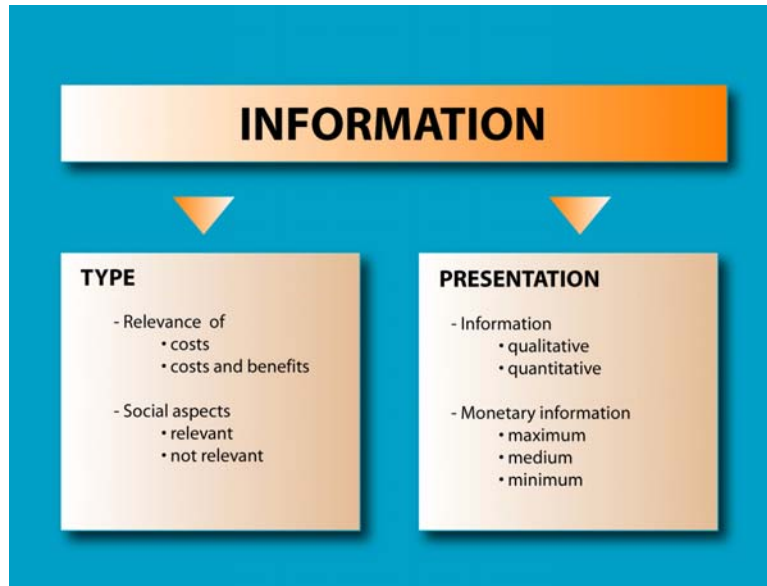 INFORMATION
TYPE
- Relevance of
• costs
• costs and benefits
- Social aspects
• relevant
• not relevant
PRESENTATION
- Information
• qualitative
• quantitative
- Monetary information
• maximum
• medium
• minimum